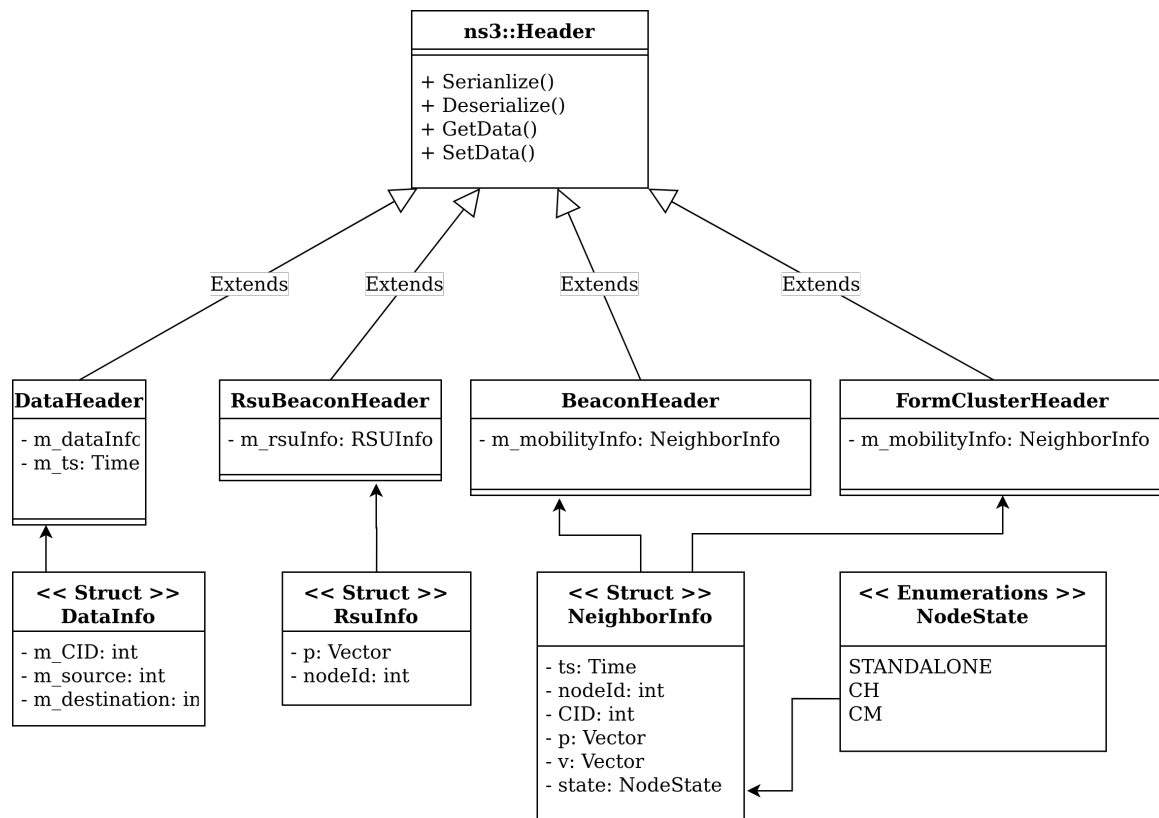 ns3::Header
+ Serianlize()
+ Deserialize()
+ GetData()
+ SetData()
Extends
Extends
Extends
Extends
DataHeader
- m_dataInfo
- m_ts: Time
RsuBeaconHeader
- m_rsuInfo: RSUInfo
BeaconHeader
- m_mobilityInfo: NeighborInfo
FormClusterHeader
- m_mobilityInfo: NeighborInfo
<< Struct >>
DataInfo
- m_CID: int
- m_source: int
- m_destination: in
<< Struct >>
RsuInfo
- p: Vector
- nodeId: int
<< Struct >>
NeighborInfo
- ts: Time
- nodeId: int
- CID: int
- p: Vector
- v: Vector
- state: NodeState
<< Enumerations >>
NodeState
STANDALONE
CH
CM